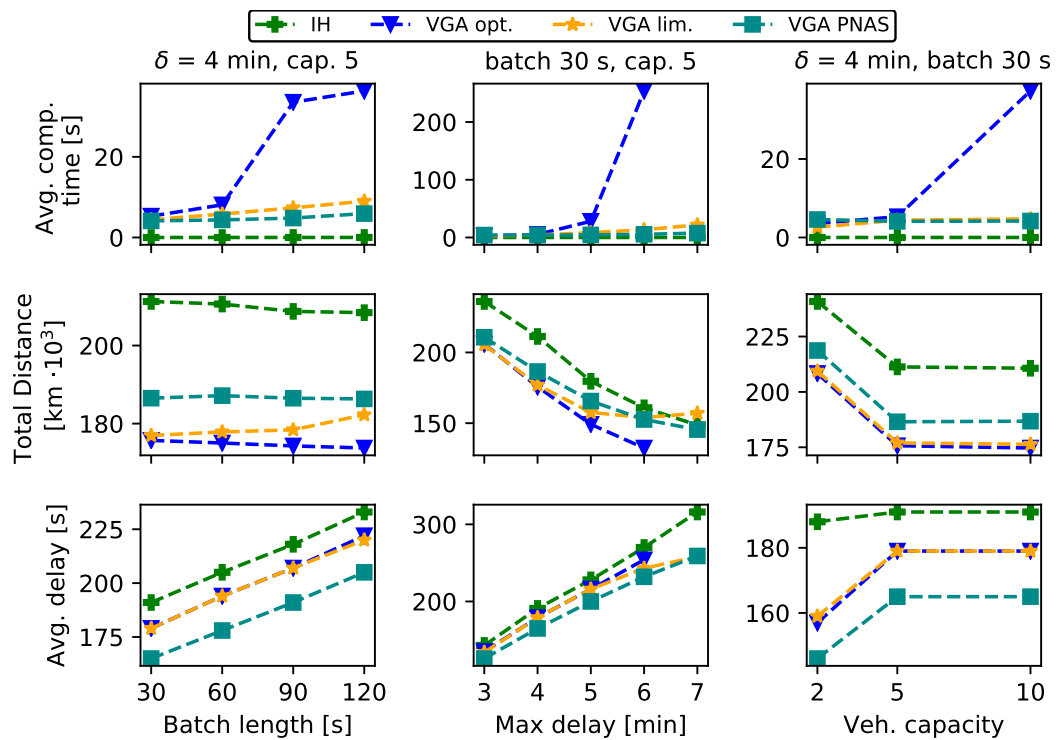 IH VGA opt. VGA lim. VGA PNAS
δ = 4 min, cap. 5
batch 30 s, cap. 5
δ = 4 min, batch 30 s
Avg. comp.
time [s]
20
0
200
100
0
20
0
Total Distance
[km ·10³]
200
180
200
150
225
200
175
Avg. delay [s]
225
200
175
300
200
180
160
30 60 90 120
3 4 5 6 7
2 5 10
Batch length [s]
Max delay [min]
Veh. capacity